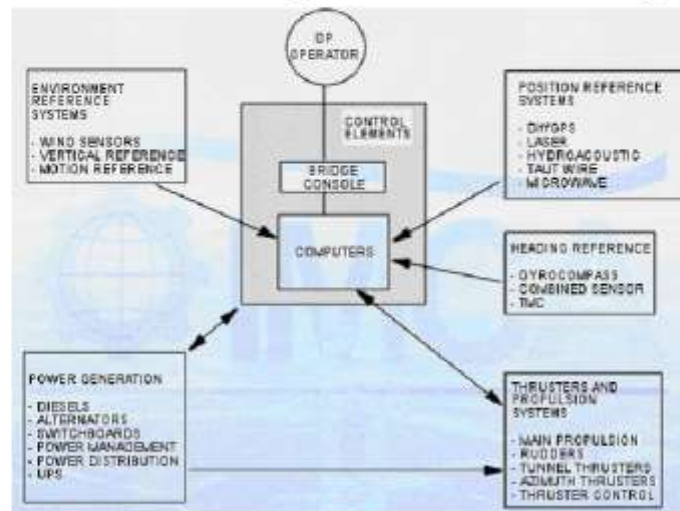 DP
OPERATOR
ENVIRONMENT
REFERENCE
SYSTEMS
- WIND SENSORS
- VERTICAL REFERENCE
- MOTION REFERENCE
CONTROL
ELEMENTS
BRIDGE
CONSOLE
COMPUTERS
POSITION REFERENCE
SYSTEMS
- DiffGPS
- LASER
- HYDROACOUSTIC
- TAUT WIRE
- MICROWAVE
HEADING REFERENCE
- GYROCOMPASS
- COMBINED SENSOR
- TMC
POWER GENERATION
- DIESELS
- ALTERNATORS
- SWITCHBOARDS
- POWER MANAGEMENT
- POWER DISTRIBUTION
- UPS
THRUSTERS AND
PROPULSION
SYSTEMS
- MAIN PROPULSION
- RUDDERS
- TUNNEL THRUSTERS
- AZIMUTH THRUSTERS
- THRUSTER CONTROL
IMCA